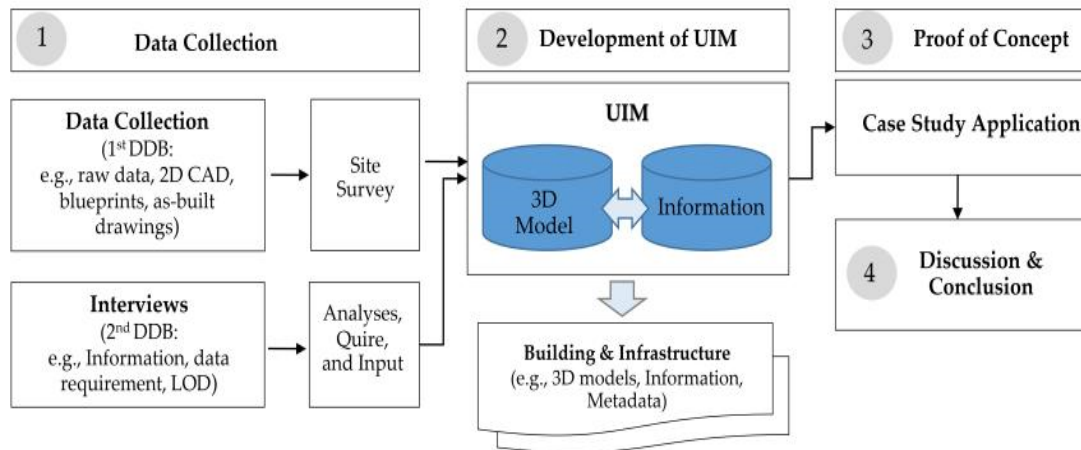 1
Data Collection
Data Collection
(1st DDB:
e.g., raw data, 2D CAD,
blueprints, as-built
drawings)
Site
Survey
Interviews
(2nd DDB:
e.g., Information, data
requirement, LOD)
Analyses,
Quire,
and Input
2
Development of UIM
UIM
3D
Model
Information
Building & Infrastructure
(e.g., 3D models, Information,
Metadata)
3
Proof of Concept
Case Study Application
4
Discussion &
Conclusion